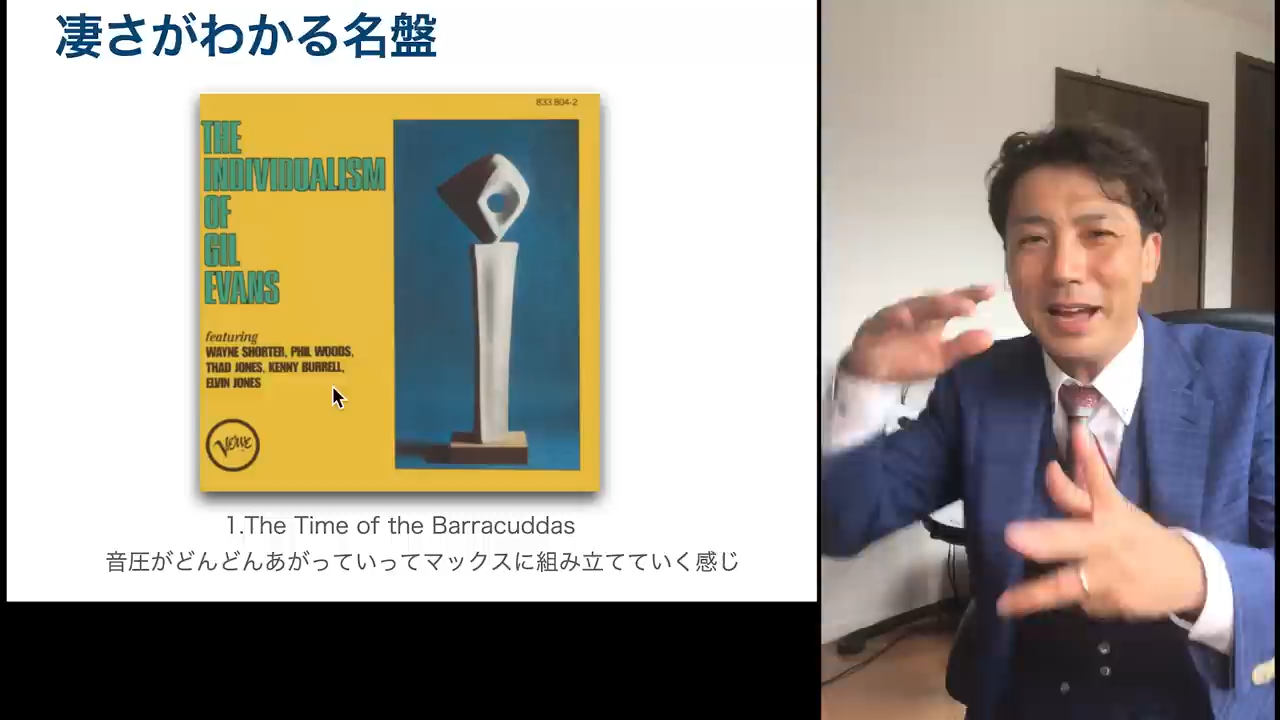 凄さがわかる名盤
833 804-2
THE
INDIVIDUALISM
OF
GIL
EVANS
featuring
WAYNE SHORTER, PHIL WOODS,
THAD JONES, KENNY BURRELL,
ELVIN JONES
Verve
1.The Time of the Barracuddas
音圧がどんどんあがっていってマックスに組み立てていく感じ